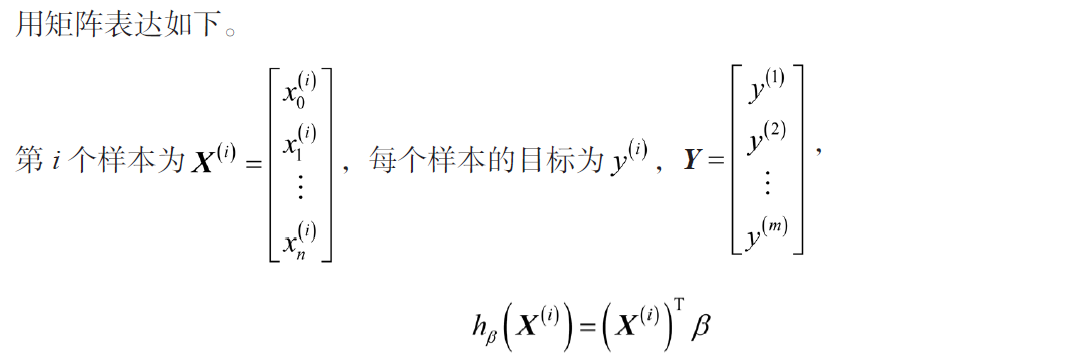 用矩阵表达如下。
第 i 个样本为 X^(i) = [x_0^(i) x_1^(i) ⋮ x_n^(i)], 每个样本的目标为 y^(i), Y = [y^(1) y^(2) ⋮ y^(m)],
h_β(X^(i)) = (X^(i))^T β